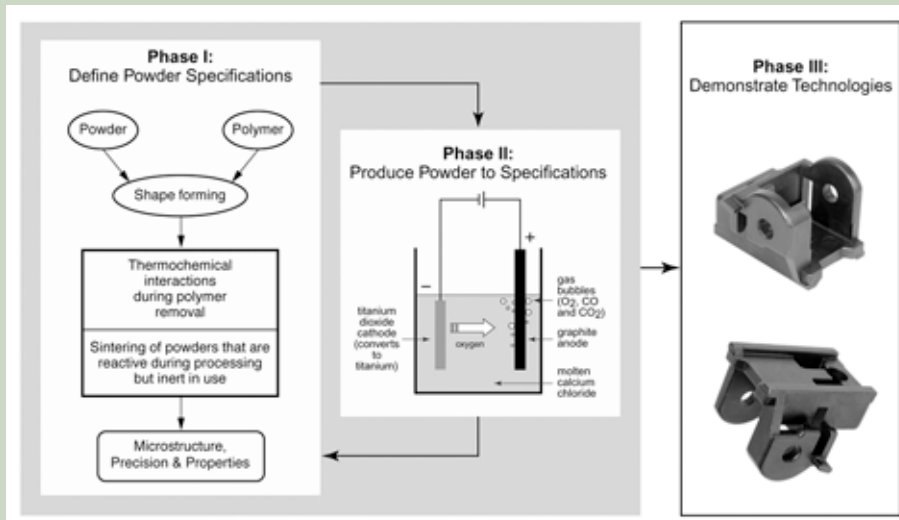 Phase I:
Define Powder Specifications
Powder
Polymer
Shape forming
Thermochemical
interactions
during polymer
removal
Sintering of powders that are
reactive during processing
but inert in use
Microstructure,
Precision & Properties
Phase II:
Produce Powder to Specifications
−
+
titanium
dioxide
cathode
(converts
to
titanium)
oxygen
gas
bubbles
(O₂, CO
and CO₂)
graphite
anode
molten
calcium
chloride
Phase III:
Demonstrate Technologies